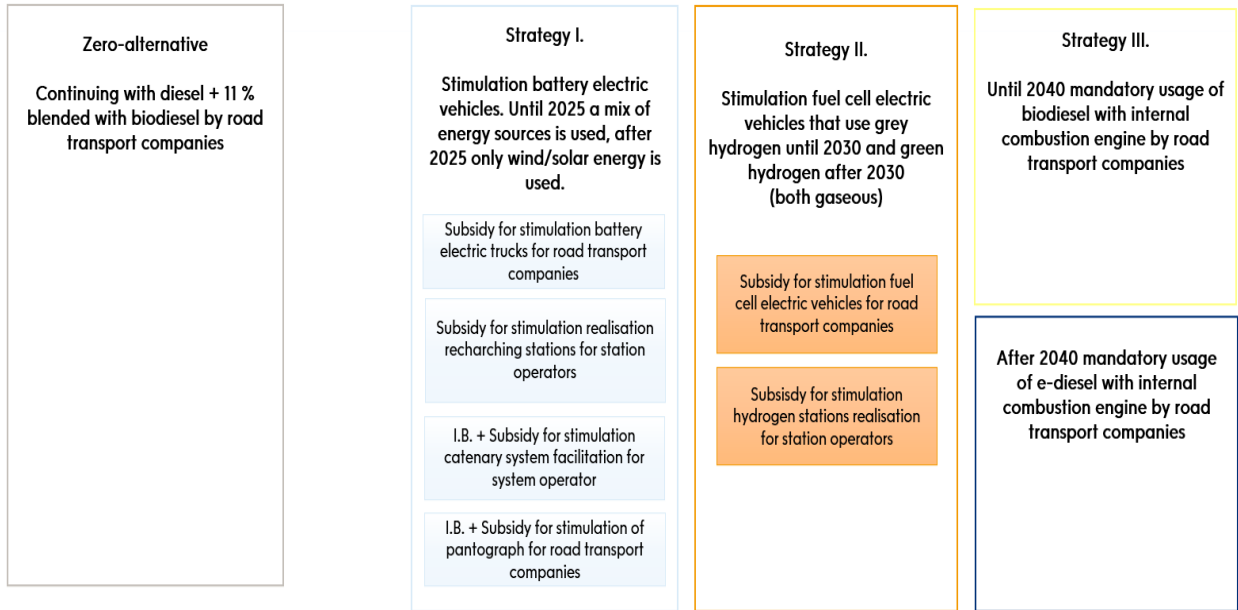 Zero-alternative
Continuing with diesel + 11 %
blended with biodiesel by road
transport companies
Strategy I.
Stimulation battery electric
vehicles. Until 2025 a mix of
energy sources is used, after
2025 only wind/solar energy is
used.
Subsidy for stimulation battery
electric trucks for road transport
companies
Subsidy for stimulation realisation
recharching stations for station
operators
I.B. + Subsidy for stimulation
catenary system facilitation for
system operator
I.B. + Subsidy for stimulation of
pantograph for road transport
companies
Strategy II.
Stimulation fuel cell electric
vehicles that use grey
hydrogen until 2030 and green
hydrogen after 2030
(both gaseous)
Subsidy for stimulation fuel
cell electric vehicles for road
transport companies
Subsisdy for stimulation
hydrogen stations realisation
for station operators
Strategy III.
Until 2040 mandatory usage of
biodiesel with internal
combustion engine by road
transport companies
After 2040 mandatory usage
of e-diesel with internal
combustion engine by road
transport companies